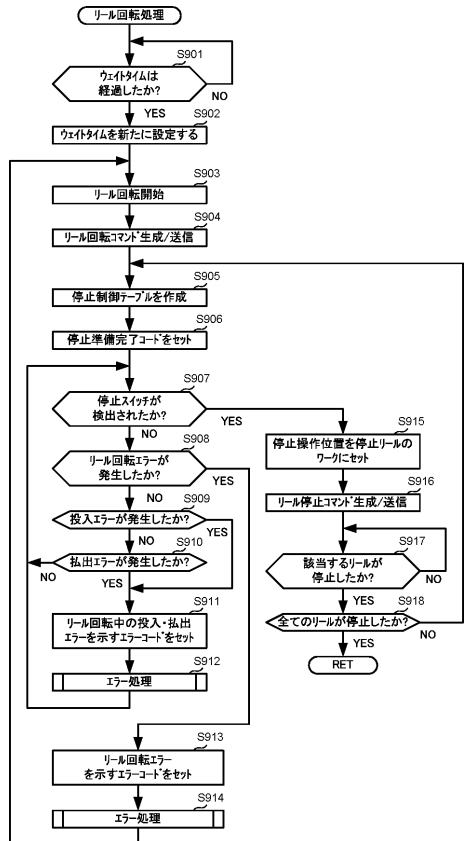 リール回転処理
S901
ウェイトタイムは
経過したか?
NO
YES
S902
ウェイトタイムを新たに設定する
S903
リール回転開始
S904
リール回転コマンド生成/送信
S905
停止制御テーブルを作成
S906
停止準備完了コードをセット
S907
停止スイッチが
検出されたか?
YES
NO
S908
リール回転エラーが
発生したか?
YES
NO
S909
投入エラーが発生したか?
YES
NO
S910
払出エラーが発生したか?
NO
YES
S911
リール回転中の投入・払出
エラーを示すエラーコードをセット
S912
エラー処理
S913
リール回転エラー
を示すエラーコードをセット
S914
エラー処理
S915
停止操作位置を停止リールの
ワークにセット
S916
リール停止コマンド生成/送信
S917
該当するリールが
停止したか?
NO
YES
S918
全てのリールが停止したか?
NO
YES
RET